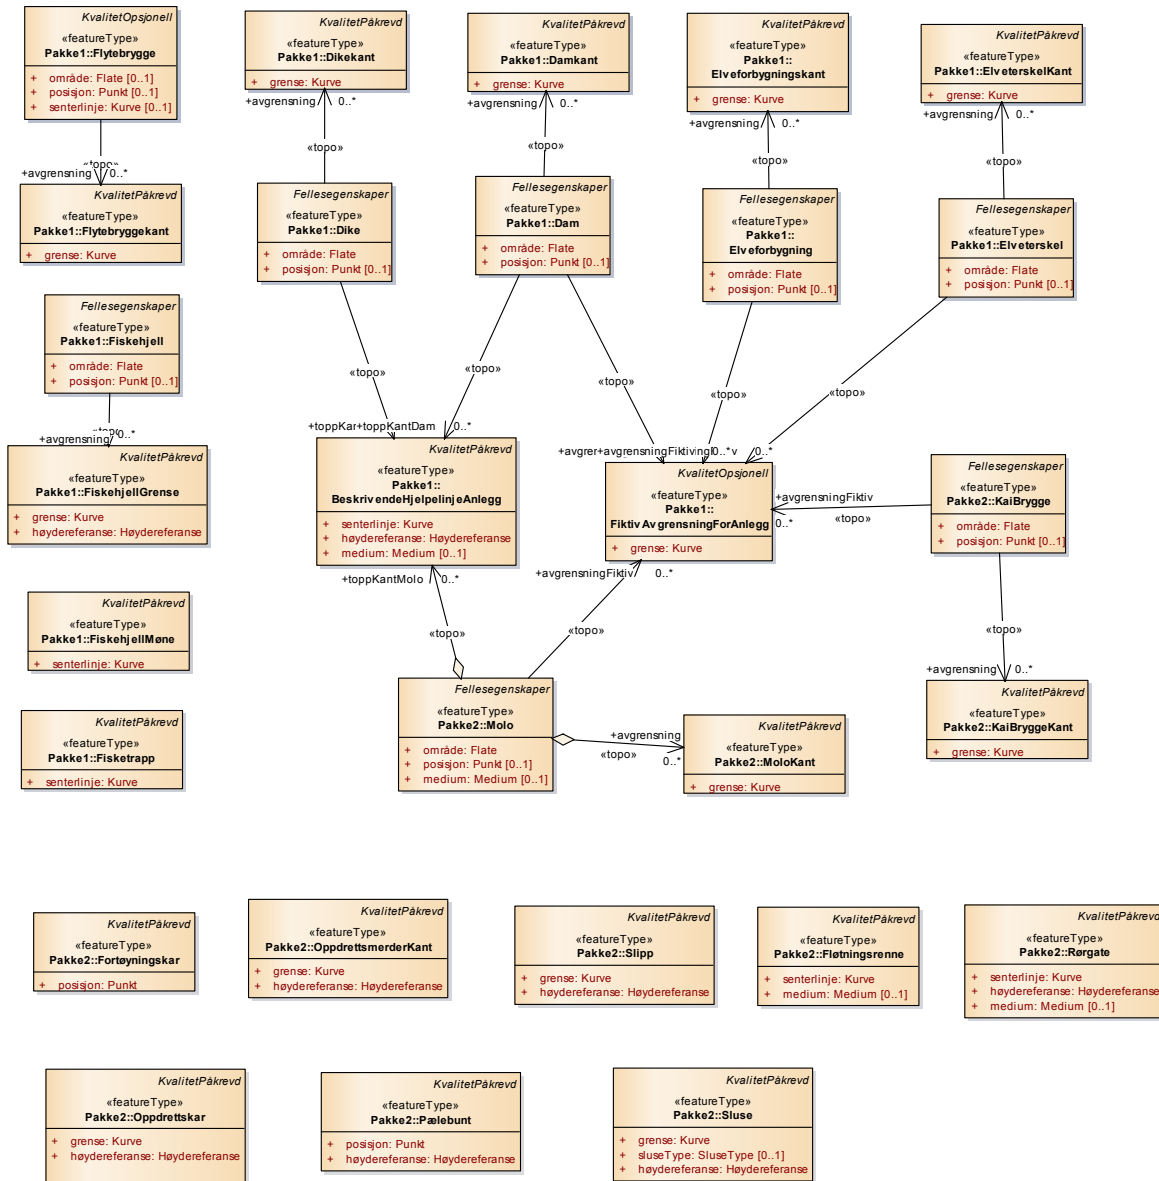 KvalitetOpsjonell
«featureType»
Pakke1::Flytebrygge
+ område: Flate [0..1]
+ posisjon: Punkt [0..1]
+ senterlinje: Kurve [0..1]
KvalitetPåkrevd
«featureType»
Pakke1::Dikekant
+ grense: Kurve
KvalitetPåkrevd
«featureType»
Pakke1::Damkant
+ grense: Kurve
KvalitetPåkrevd
«featureType»
Pakke1::
Elveforbygningskant
+ grense: Kurve
KvalitetPåkrevd
«featureType»
Pakke1::ElveterskelKant
+ grense: Kurve
+avgrensning 0..*
«topo»
+avgrensning 0..*
«topo»
+avgrensning 0..*
«topo»
+avgrensning 0..*
«topo»
«topo»
+avgrensning 0..*
KvalitetPåkrevd
«featureType»
Pakke1::Flytebryggekant
+ grense: Kurve
Fellesegenskaper
«featureType»
Pakke1::Dike
+ område: Flate
+ posisjon: Punkt [0..1]
Fellesegenskaper
«featureType»
Pakke1::Dam
+ område: Flate
+ posisjon: Punkt [0..1]
Fellesegenskaper
«featureType»
Pakke1::
Elveforbygning
+ område: Flate
+ posisjon: Punkt [0..1]
Fellesegenskaper
«featureType»
Pakke1::Elveterskel
+ område: Flate
+ posisjon: Punkt [0..1]
Fellesegenskaper
«featureType»
Pakke1::Fiskehjell
+ område: Flate
+ posisjon: Punkt [0..1]
«topo»
«topo»
«topo»
«topo»
«topo»
«topo»
+avgrensning 0..*
KvalitetPåkrevd
«featureType»
Pakke1::FiskehjellGrense
+ grense: Kurve
+ høydereferanse: Høydereferanse
+toppKar+toppKantDam 0..*
KvalitetPåkrevd
«featureType»
Pakke1::
BeskrivendeHjelpelinjeAnlegg
+ senterlinje: Kurve
+ høydereferanse: Høydereferanse
+ medium: Medium [0..1]
+avgrer+avgrensningFiktivingf 0..* v 0..*
KvalitetOpsjonell
«featureType»
Pakke1::
FiktivAvgrensningForAnlegg
+ grense: Kurve
+avgrensningFiktiv
0..*
«topo»
Fellesegenskaper
«featureType»
Pakke2::KaiBrygge
+ område: Flate
+ posisjon: Punkt [0..1]
+toppKantMolo 0..*
«topo»
+avgrensningFiktiv 0..*
«topo»
«topo»
+avgrensning 0..*
KvalitetPåkrevd
«featureType»
Pakke1::FiskehjellMøne
+ senterlinje: Kurve
Fellesegenskaper
«featureType»
Pakke2::Molo
+ område: Flate
+ posisjon: Punkt [0..1]
+ medium: Medium [0..1]
+avgrensning
«topo»
0..*
KvalitetPåkrevd
«featureType»
Pakke2::MoloKant
+ grense: Kurve
KvalitetPåkrevd
«featureType»
Pakke2::KaiBryggeKant
+ grense: Kurve
KvalitetPåkrevd
«featureType»
Pakke1::Fisketrapp
+ senterlinje: Kurve
KvalitetPåkrevd
«featureType»
Pakke2::Fortøyningskar
+ posisjon: Punkt
KvalitetPåkrevd
«featureType»
Pakke2::OppdrettsmerderKant
+ grense: Kurve
+ høydereferanse: Høydereferanse
KvalitetPåkrevd
«featureType»
Pakke2::Slipp
+ grense: Kurve
+ høydereferanse: Høydereferanse
KvalitetPåkrevd
«featureType»
Pakke2::Fløtningsrenne
+ senterlinje: Kurve
+ medium: Medium [0..1]
KvalitetPåkrevd
«featureType»
Pakke2::Rørgate
+ senterlinje: Kurve
+ høydereferanse: Høydereferanse
+ medium: Medium [0..1]
KvalitetPåkrevd
«featureType»
Pakke2::Oppdrettskar
+ grense: Kurve
+ høydereferanse: Høydereferanse
KvalitetPåkrevd
«featureType»
Pakke2::Pælebunt
+ posisjon: Punkt
+ høydereferanse: Høydereferanse
KvalitetPåkrevd
«featureType»
Pakke2::Sluse
+ grense: Kurve
+ sluseType: SluseType [0..1]
+ høydereferanse: Høydereferanse